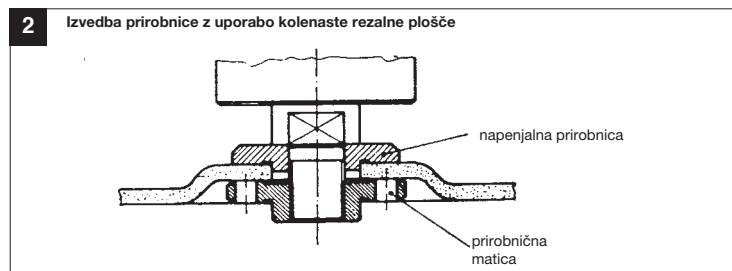 2
Izvedba prirobnice z uporabo kolenaste rezalne plošče
napenjalna prirobnica
prirobnična
matica